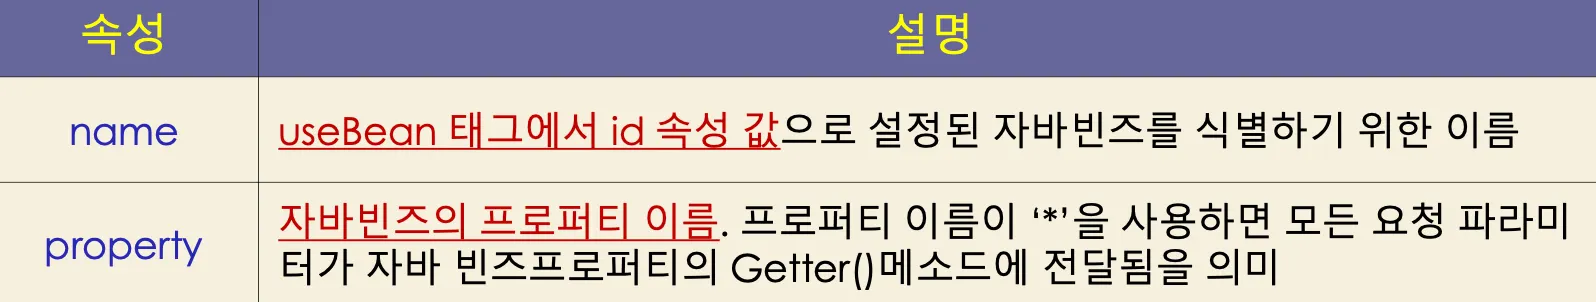 속성 설명
name useBean 태그에서 id 속성 값으로 설정된 자바빈즈를 식별하기 위한 이름
property 자바빈즈의 프로퍼티 이름. 프로퍼티 이름이 ‘*’을 사용하면 모든 요청 파라미
터가 자바 빈즈프로퍼티의 Getter()메소드에 전달됨을 의미